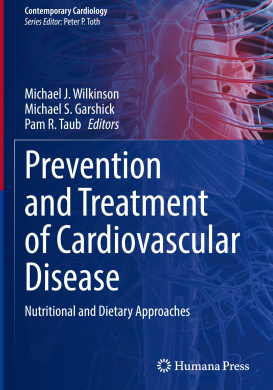 Contemporary Cardiology
Series Editor: Peter P. Toth
Michael J. Wilkinson
Michael S. Garshick
Pam R. Taub Editors
Prevention
and Treatment
of Cardiovascular
Disease
Nutritional and Dietary Approaches
Humana Press